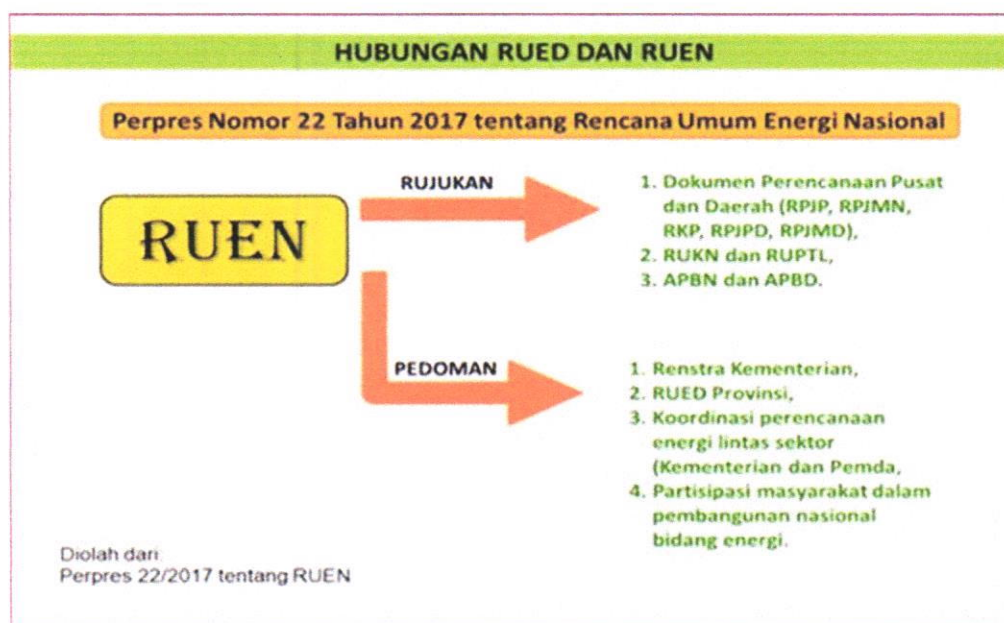 HUBUNGAN RUED DAN RUEN
Perpres Nomor 22 Tahun 2017 tentang Rencana Umum Energi Nasional
RUEN
RUJUKAN
1. Dokumen Perencanaan Pusat
dan Daerah (RPJP, RPJMN,
RKP, RPJPD, RPJMD),
2. RUKN dan RUPTL,
3. APBN dan APBD.
PEDOMAN
1. Renstra Kementerian,
2. RUED Provinsi,
3. Koordinasi perencanaan
energi lintas sektor
(Kementerian dan Pemda,
4. Partisipasi masyarakat dalam
pembangunan nasional
bidang energi.
Diolah dari:
Perpres 22/2017 tentang RUEN